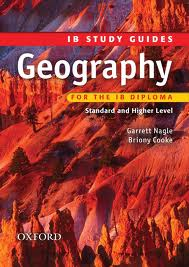 IB STUDY GUIDES
Geography
FOR THE IB DIPLOMA
Standard and Higher Level
Garrett Nagle
Briony Cooke
OXFORD